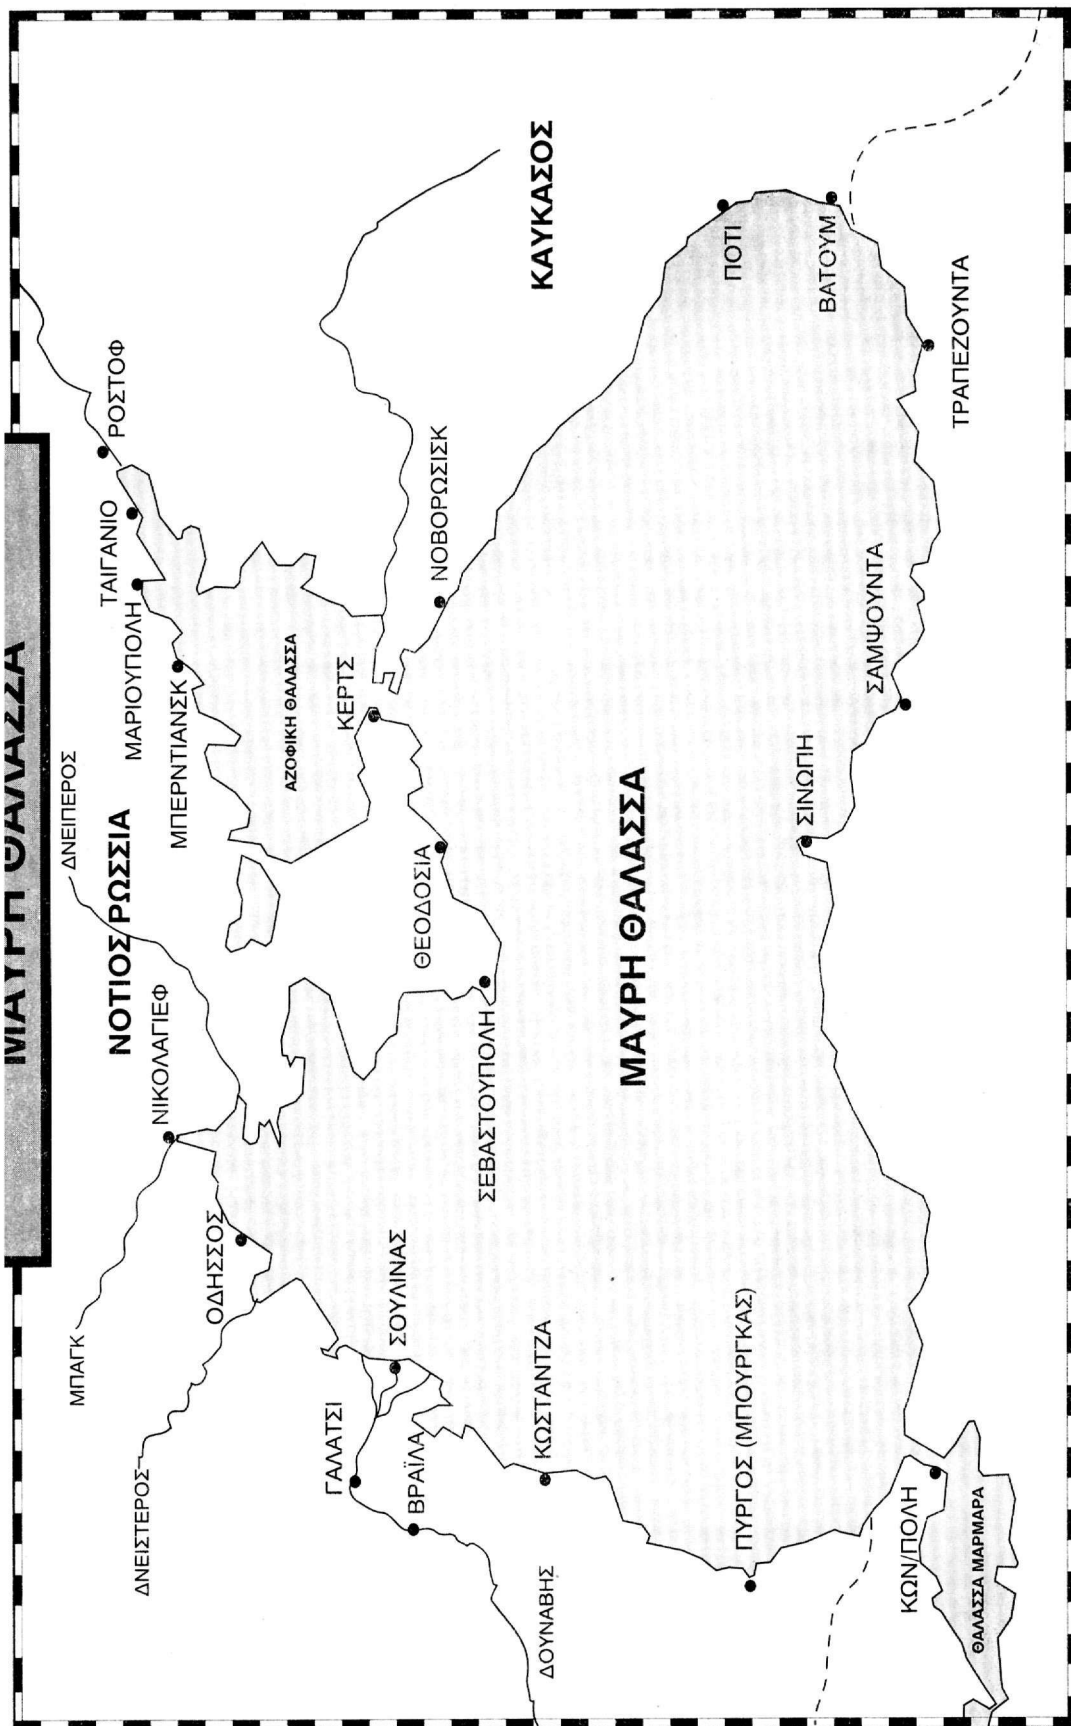 ΜΑΥΡΗ ΘΑΛΑΣΣΑ
ΔΝΕΙΠΕΡΟΣ
ΜΠΑΓΚ
ΝΟΤΙΟΣ ΡΩΣΣΙΑ
ΡΟΣΤΟΦ
ΤΑΪΓΑΝΙΟ
ΜΑΡΙΟΥΠΟΛΗ
ΔΝΕΙΣΤΕΡΟΣ
ΝΙΚΟΛΑΓΙΕΦ
ΜΠΕΡΝΤΙΑΝΣΚ
ΟΔΗΣΣΟΣ
ΑΖΟΦΙΚΗ ΘΑΛΑΣΣΑ
ΓΑΛΑΤΣΙ
ΚΕΡΤΣ
ΣΟΥΛΙΝΑΣ
ΒΡΑΪΛΑ
ΘΕΟΔΟΣΙΑ
ΝΟΒΟΡΩΣΙΣΚ
ΣΕΒΑΣΤΟΥΠΟΛΗ
ΚΑΥΚΑΣΟΣ
ΔΟΥΝΑΒΗΣ
ΚΩΣΤΑΝΤΖΑ
ΜΑΥΡΗ ΘΑΛΑΣΣΑ
ΠΟΤΙ
ΠΥΡΓΟΣ (ΜΠΟΥΡΓΚΑΣ)
ΣΙΝΩΠΗ
ΒΑΤΟΥΜ
ΣΑΜΨΟΥΝΤΑ
ΚΩΝ/ΠΟΛΗ
ΤΡΑΠΕΖΟΥΝΤΑ
ΘΑΛΑΣΣΑ ΜΑΡΜΑΡΑ